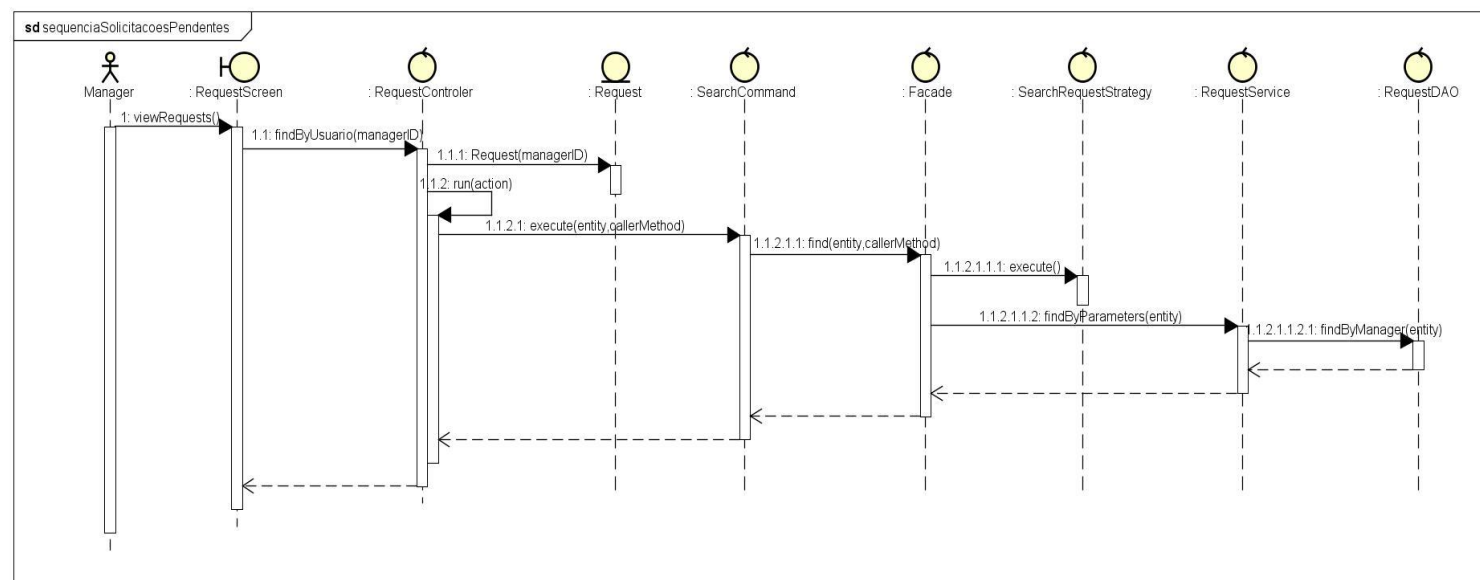 sd sequenciaSolicitacoesPendentes
Manager
: RequestScreen
: RequestControler
: Request
: SearchCommand
: Facade
: SearchRequestStrategy
: RequestService
: RequestDAO
1: viewRequests()
1.1: findByUsuario(managerID)
1.1.1: Request(managerID)
1.1.2: run(action)
1.1.2.1: execute(entity,callerMethod)
1.1.2.1.1: find(entity,callerMethod)
1.1.2.1.1.1: execute()
1.1.2.1.1.2: findByParameters(entity)
1.1.2.1.1.2.1: findByManager(entity)